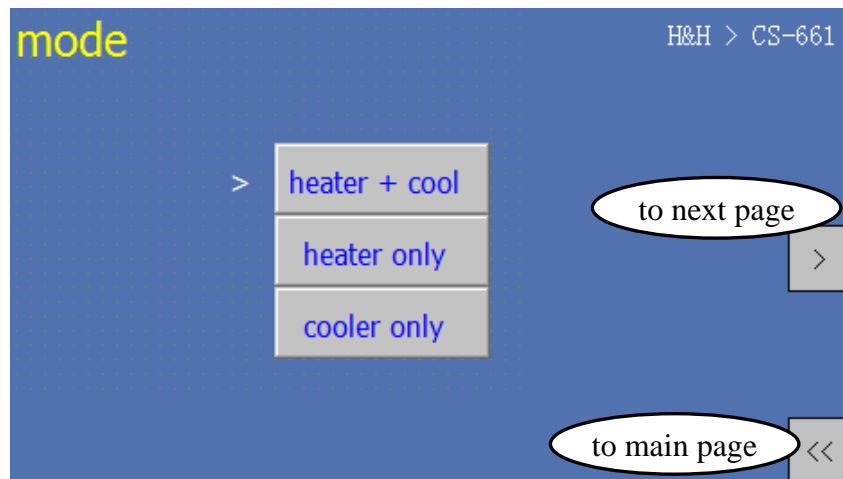 mode
H&H > CS-661
> heater + cool
to next page
heater only
>
cooler only
to main page
<<